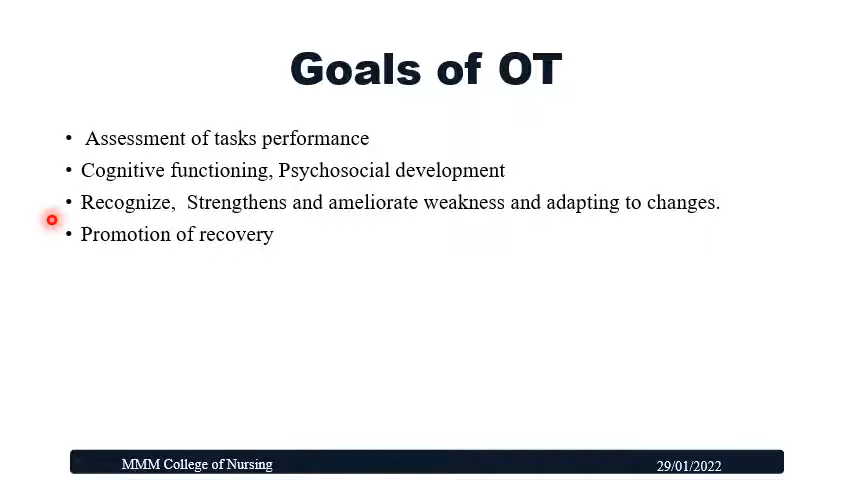 Goals of OT
• Assessment of tasks performance
• Cognitive functioning, Psychosocial development
• Recognize, Strengthens and ameliorate weakness and adapting to changes.
• Promotion of recovery
MMM College of Nursing
29/01/2022